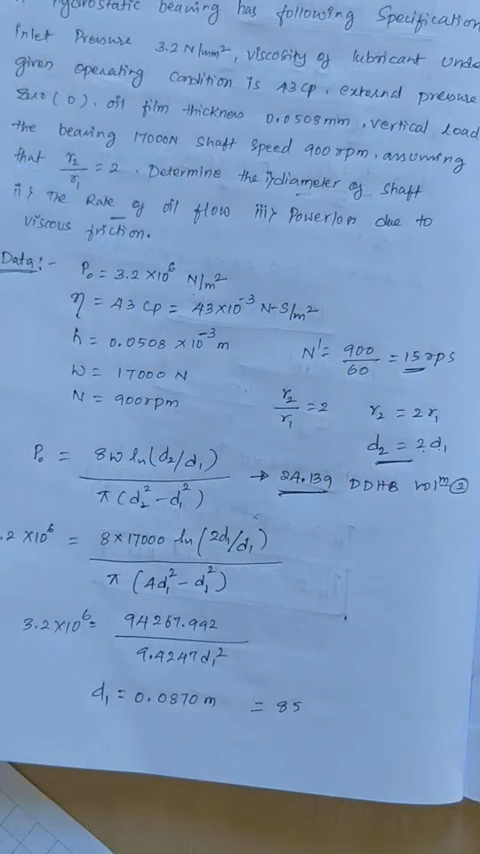 Hydrostatic bearing has following Specification
inlet Pressure 3.2 N/mm², viscosity of lubricant unde
given operating Condition is 43 CP, external pressure
zero (0). oil film thickness 0.0508mm, vertical load
the bearing 17000N shaft speed 900 rpm, assuming
that r₂/r₁ = 2. Determine the i) diameter of shaft
ii) The Rate of oil flow iii) Powerloss due to
viscous friction.
Data:-
P₀ = 3.2 ×10⁶ N/m²
η = 43 CP = 43×10⁻³ N-S/m²
h = 0.0508 ×10⁻³ m
N' = 900/60 = 15 rps
W = 17000 N
N = 900 rpm
r₂/r₁ = 2 r₂ = 2r₁
d₂ = 2d₁
P₀ = 8W ln(d₂/d₁) / π(d₂² - d₁²) → 24.139 DDHB vol^m ②
.2 ×10⁶ = 8×17000 ln(2d₁/d₁) / π(4d₁² - d₁²)
3.2×10⁶ = 94267.992 / 9.4247d₁²
d₁ = 0.0870 m = 85